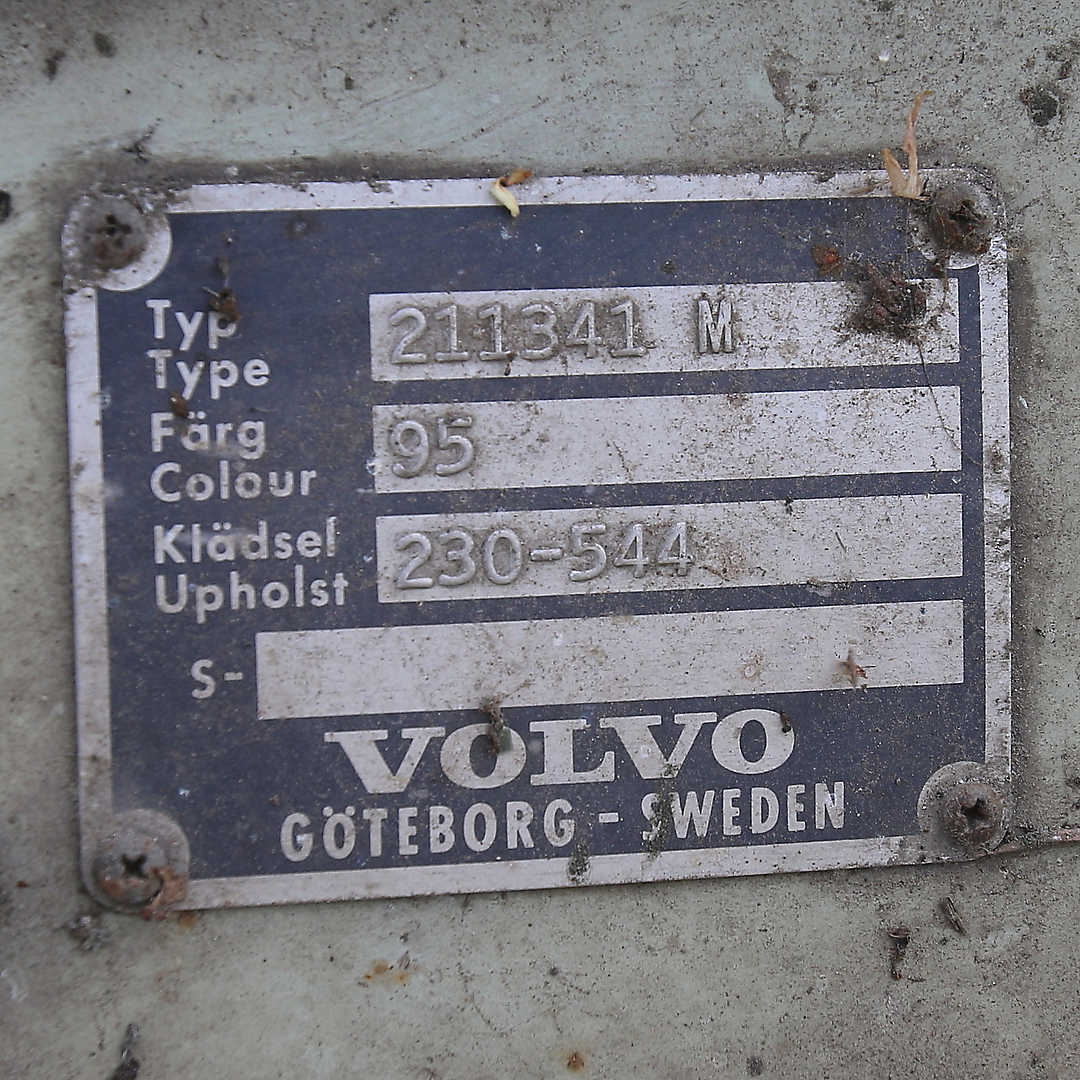 Typ 211341 M
Type
Färg 95
Colour
Klädsel 230-544
Upholst
S-
VOLVO
GÖTEBORG - SWEDEN